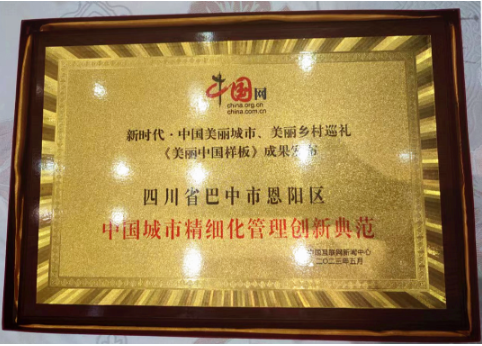 中国网
china.org.cn
china.com.cn
新时代·中国美丽城市、美丽乡村巡礼
《美丽中国样板》成果发布
四川省巴中市恩阳区
中国城市精细化管理创新典范
中国互联网新闻中心
二〇二三年五月